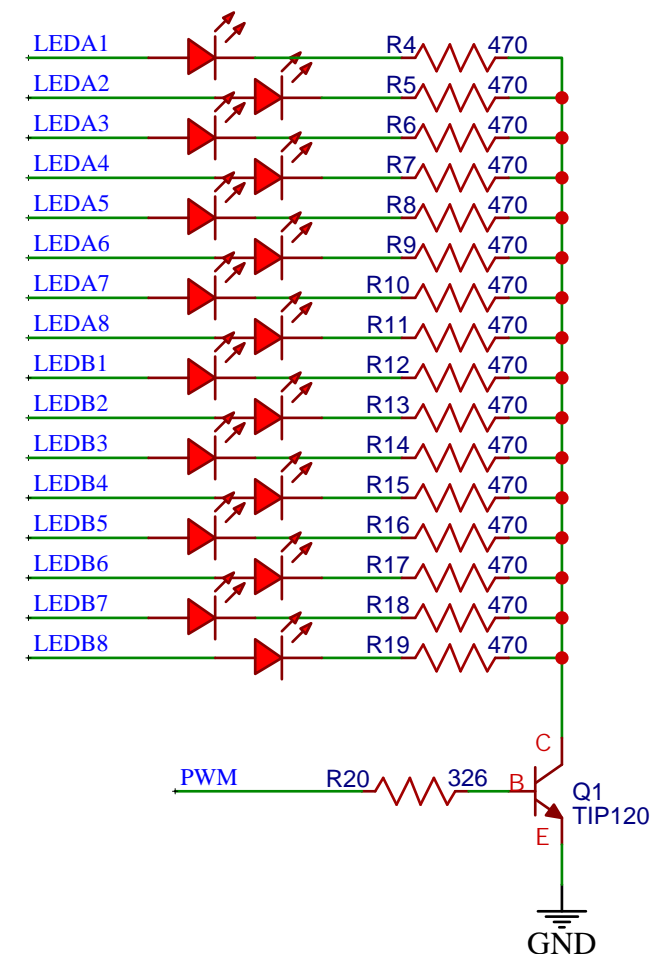 LEDA1 R4 470
LEDA2 R5 470
LEDA3 R6 470
LEDA4 R7 470
LEDA5 R8 470
LEDA6 R9 470
LEDA7 R10 470
LEDA8 R11 470
LEDB1 R12 470
LEDB2 R13 470
LEDB3 R14 470
LEDB4 R15 470
LEDB5 R16 470
LEDB6 R17 470
LEDB7 R18 470
LEDB8 R19 470
C
PWM R20 326 B Q1
TIP120
E
GND